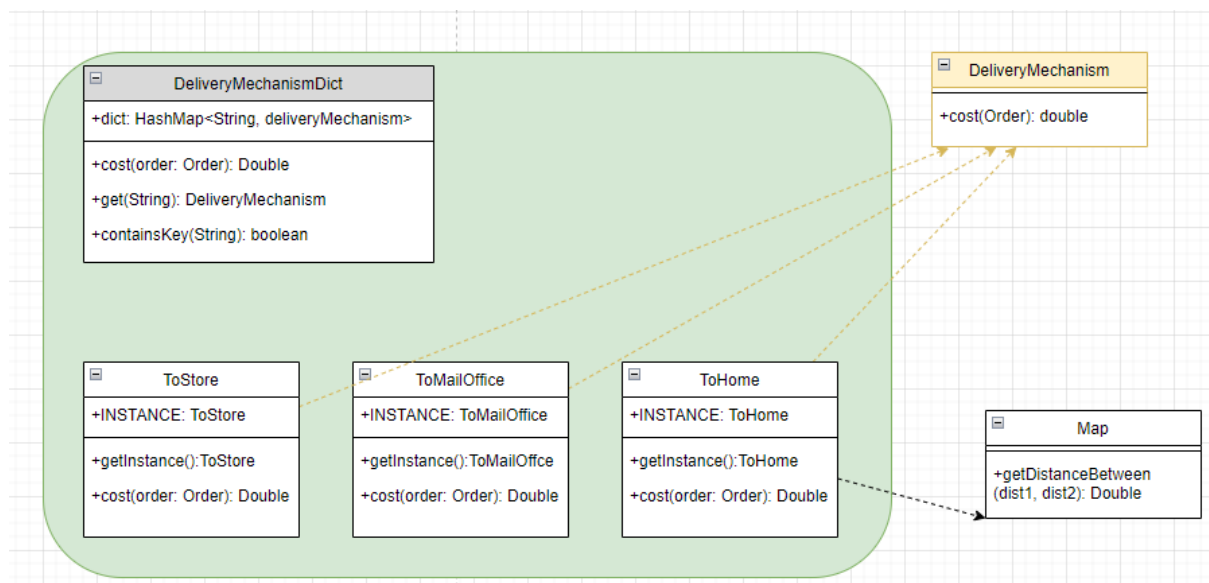 DeliveryMechanismDict
+dict: HashMap<String, deliveryMechanism>
+cost(order: Order): Double
+get(String): DeliveryMechanism
+containsKey(String): boolean
DeliveryMechanism
+cost(Order): double
ToStore
+INSTANCE: ToStore
+getInstance():ToStore
+cost(order: Order): Double
ToMailOffice
+INSTANCE: ToMailOffice
+getInstance():ToMailOffce
+cost(order: Order): Double
ToHome
+INSTANCE: ToHome
+getInstance():ToHome
+cost(order: Order): Double
Map
+getDistanceBetween
(dist1, dist2): Double